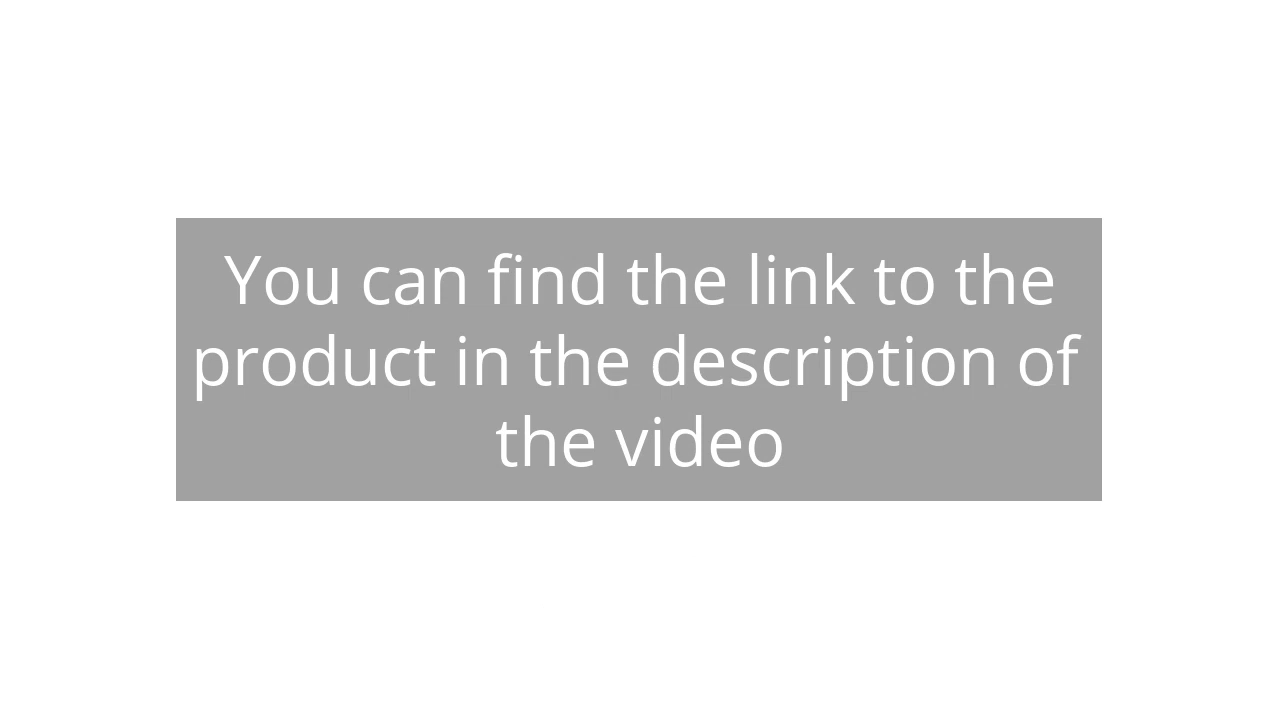 You can find the link to the
product in the description of
the video